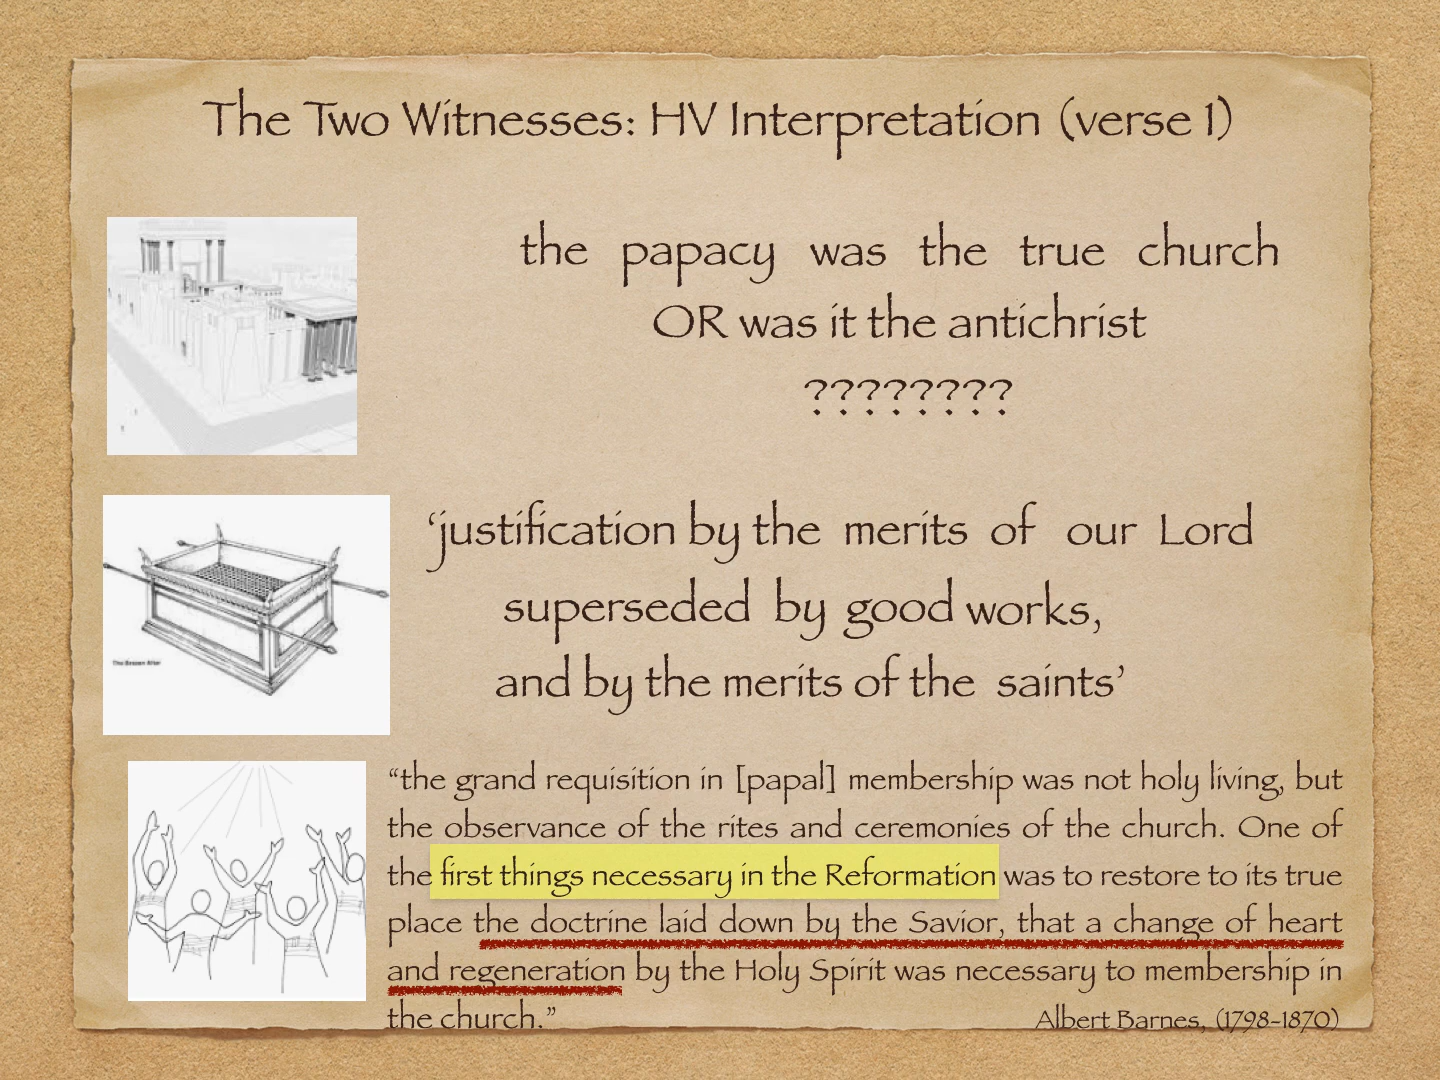 The Two Witnesses: HV Interpretation (verse 1)
the papacy was the true church
OR was it the antichrist
????????
‘justification by the merits of our Lord
superseded by good works,
and by the merits of the saints’
The Brazen Altar
“the grand requisition in [papal] membership was not holy living, but
the observance of the rites and ceremonies of the church. One of
the first things necessary in the Reformation was to restore to its true
place the doctrine laid down by the Savior, that a change of heart
and regeneration by the Holy Spirit was necessary to membership in
the church.”
Albert Barnes, (1798-1870)